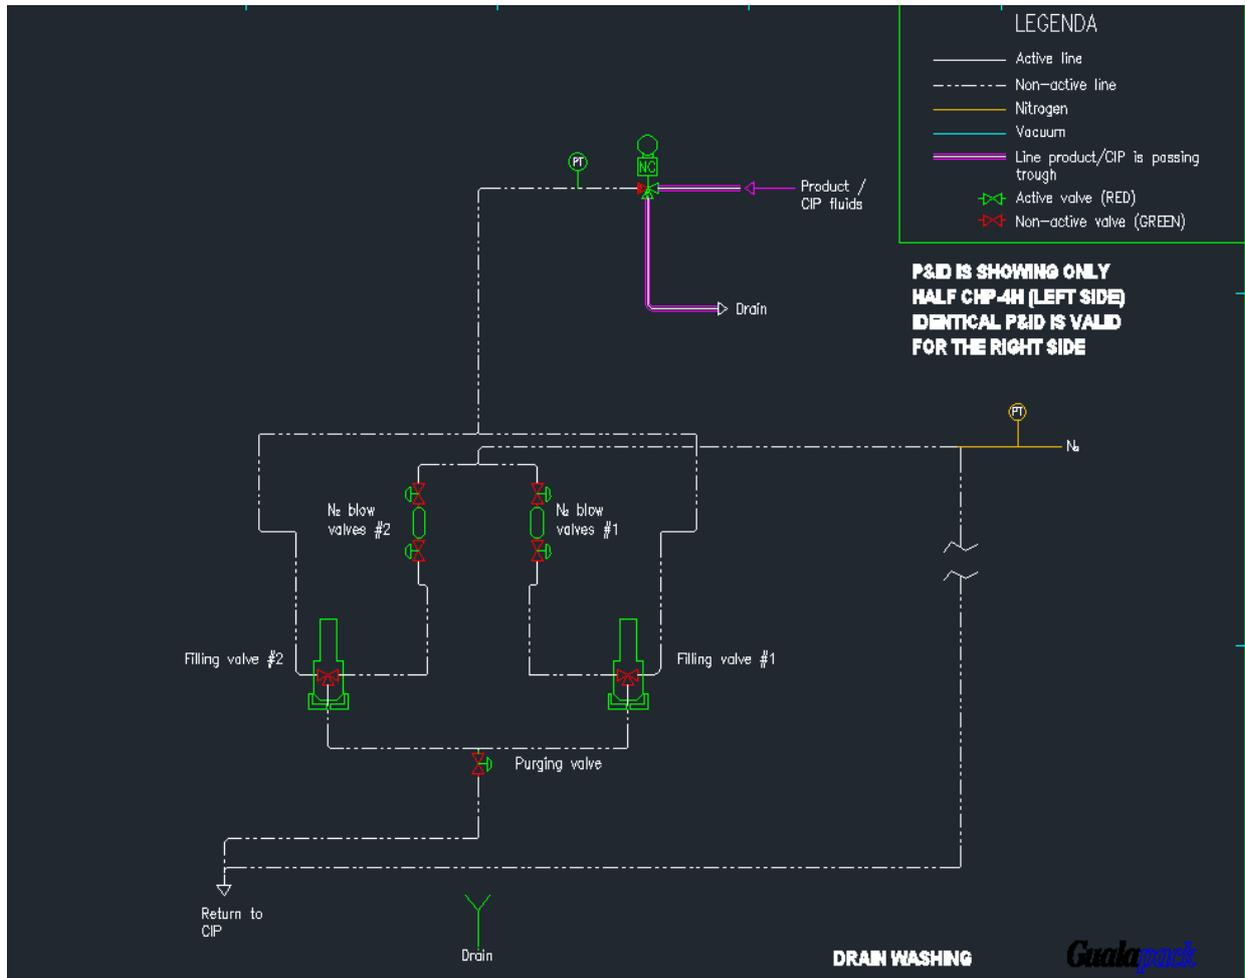 LEGENDA
Active line
Non-active line
Nitrogen
Vacuum
Line product/CIP is passing
trough
Active valve (RED)
Non-active valve (GREEN)
PT
NC
Product /
CIP fluids
Drain
P&ID IS SHOWING ONLY
HALF CHP-4H (LEFT SIDE)
IDENTICAL P&ID IS VALID
FOR THE RIGHT SIDE
PT
N₂
N₂ blow
valves #2
N₂ blow
valves #1
Filling valve #2
Filling valve #1
Purging valve
Return to
CIP
Drain
DRAIN WASHING
Gualapack